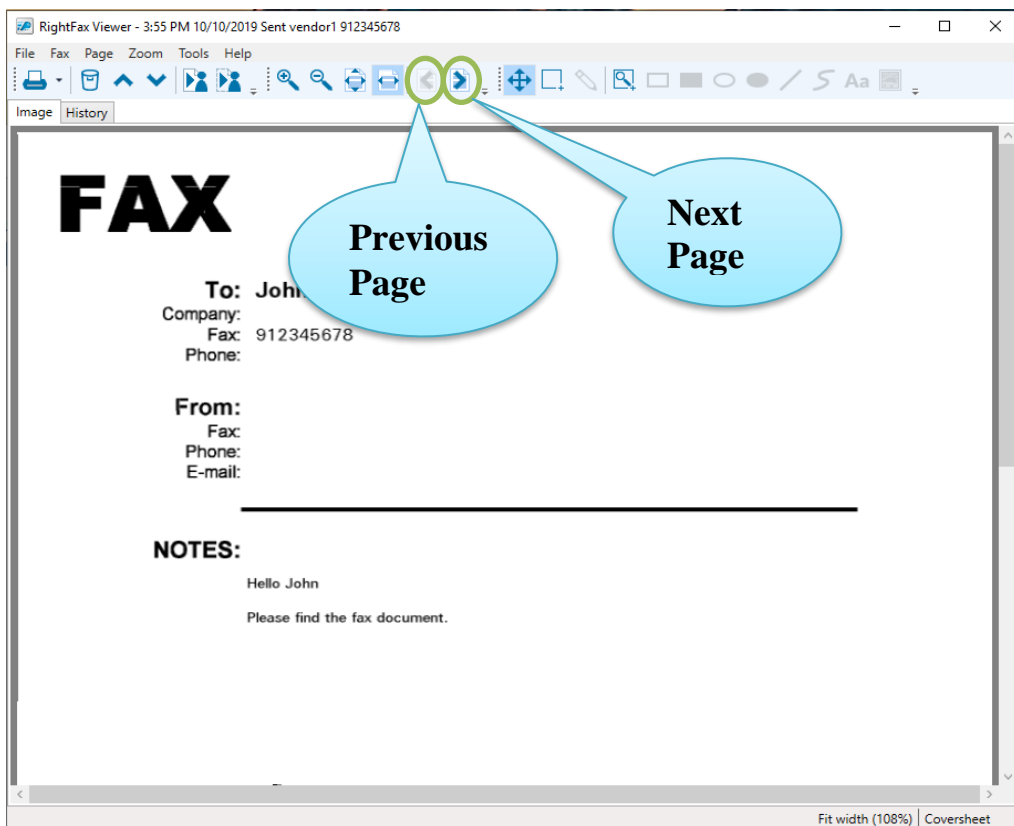 RightFax Viewer - 3:55 PM 10/10/2019 Sent vendor1 912345678
File Fax Page Zoom Tools Help
Aa
Image History
FAX
Previous
Page
Next
Page
To: John
Company:
Fax: 912345678
Phone:
From:
Fax:
Phone:
E-mail:
NOTES:
Hello John
Please find the fax document.
Fit width (108%) Coversheet